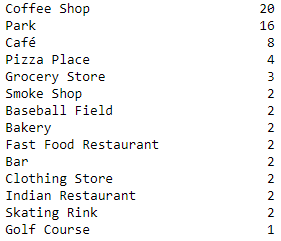 Coffee Shop 20
Park 16
Café 8
Pizza Place 4
Grocery Store 3
Smoke Shop 2
Baseball Field 2
Bakery 2
Fast Food Restaurant 2
Bar 2
Clothing Store 2
Indian Restaurant 2
Skating Rink 2
Golf Course 1